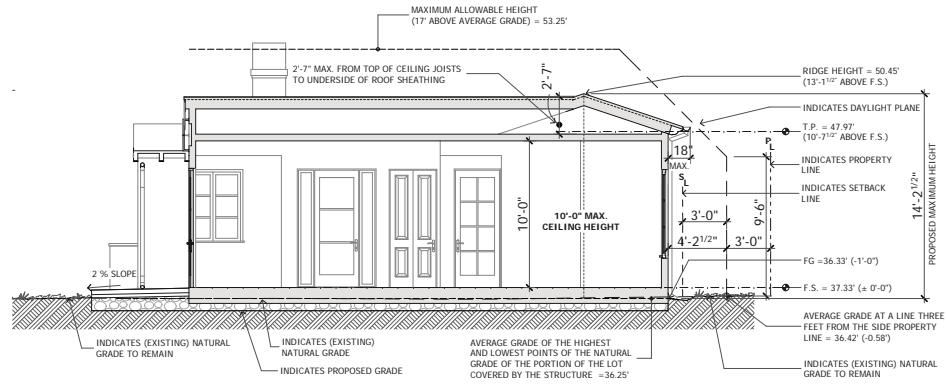 MAXIMUM ALLOWABLE HEIGHT
(17' ABOVE AVERAGE GRADE) = 53.25'
2'-7" MAX. FROM TOP OF CEILING JOISTS
TO UNDERSIDE OF ROOF SHEATHING
2'-7"
RIDGE HEIGHT = 50.45'
(13'-1 1/2" ABOVE F.S.)
INDICATES DAYLIGHT PLANE
T.P. = 47.97'
(10'-7 1/2" ABOVE F.S.)
P
L
INDICATES PROPERTY
LINE
18"
MAX.
S
L
INDICATES SETBACK
LINE
10'-0"
10'-0" MAX.
CEILING HEIGHT
3'-0"
9'-6"
4'-2 1/2"
3'-0"
14'-2 1/2"
PROPOSED MAXIMUM HEIGHT
2 % SLOPE
FG =36.33' (-1'-0")
F.S. = 37.33' (± 0'-0")
AVERAGE GRADE AT A LINE THREE
FEET FROM THE SIDE PROPERTY
LINE = 36.42' (-0.58')
INDICATES (EXISTING) NATURAL
GRADE TO REMAIN
INDICATES (EXISTING)
NATURAL GRADE
INDICATES PROPOSED GRADE
AVERAGE GRADE OF THE HIGHEST
AND LOWEST POINTS OF THE NATURAL
GRADE OF THE PORTION OF THE LOT
COVERED BY THE STRUCTURE =36.25'
INDICATES (EXISTING) NATURAL
GRADE TO REMAIN